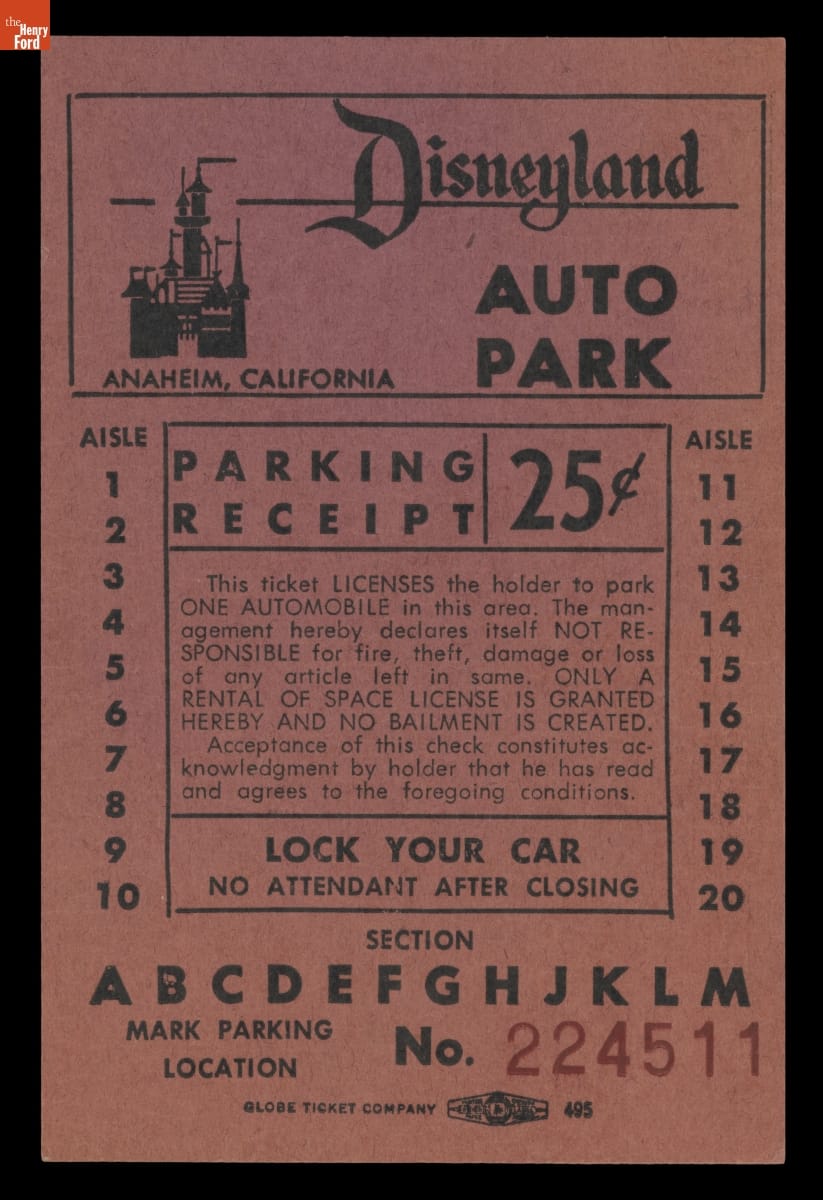 the
Henry
Ford
Disneyland
AUTO
PARK
ANAHEIM, CALIFORNIA
AISLE
1
2
3
4
5
6
7
8
9
10
PARKING
RECEIPT
25¢
This ticket LICENSES the holder to park
ONE AUTOMOBILE in this area. The man-
agement hereby declares itself NOT RE-
SPONSIBLE for fire, theft, damage or loss
of any article left in same. ONLY A
RENTAL OF SPACE LICENSE IS GRANTED
HEREBY AND NO BAILMENT IS CREATED.
Acceptance of this check constitutes ac-
knowledgment by holder that he has read
and agrees to the foregoing conditions.
LOCK YOUR CAR
NO ATTENDANT AFTER CLOSING
AISLE
11
12
13
14
15
16
17
18
19
20
SECTION
A B C D E F G H J K L M
MARK PARKING
LOCATION
No. 224511
GLOBE TICKET COMPANY 495